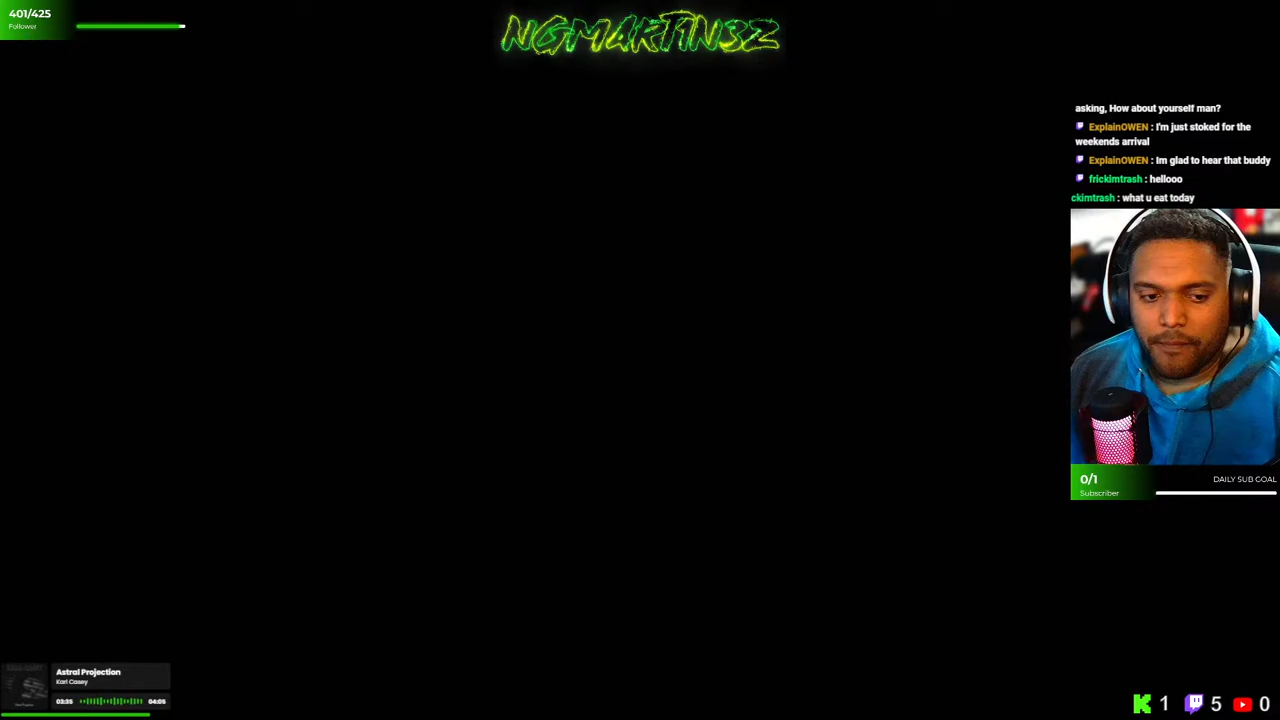 401/425
Follower
NGMART1N3Z
asking, How about yourself man?
ExplainOWEN : I'm just stoked for the
weekends arrival
ExplainOWEN : Im glad to hear that buddy
frickimtrash : hellooo
ckimtrash : what u eat today
0/1
DAILY SUB GOAL
Subscriber
Astral Projection
Karl Casey
03:35
04:05
K 1
5
0